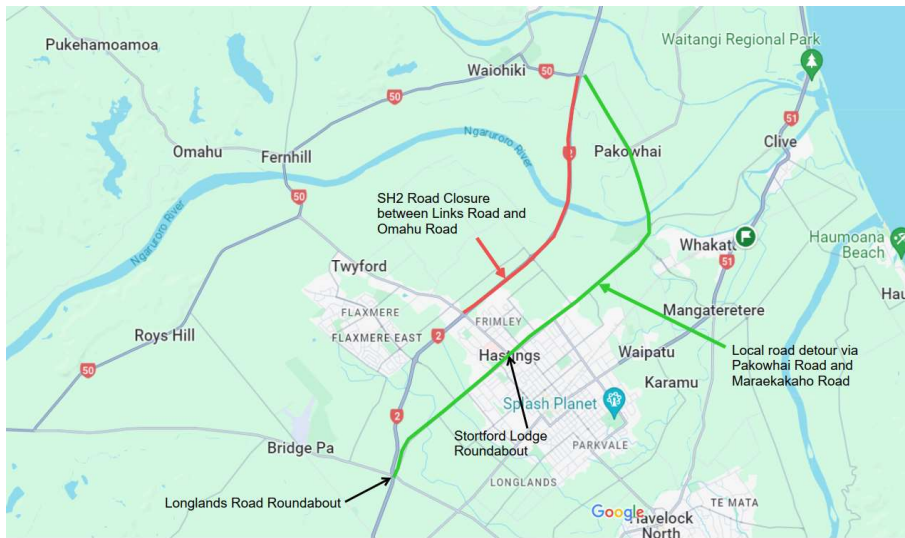 Pukehamoamoa
Waitangi Regional Park
Waiohiki
50
50
51
Ngaruroro River
2
Pakowhai
Clive
Omahu
Fernhill
50
SH2 Road Closure
between Links Road and
Omahu Road
Ngaruroro River
Whakatu
Haumoana
Beach
51
Twyford
Hau
FLAXMERE
Mangateretere
FRIMLEY
2
Roys Hill
FLAXMERE EAST
Hastings
Waipatu
Local road detour via
Pakowhai Road and
Maraekakaho Road
50
Karamu
Splash Planet
2
Stortford Lodge
Roundabout
PARKVALE
Bridge Pa
LONGLANDS
Longlands Road Roundabout
TE MATA
Google
Havelock
North